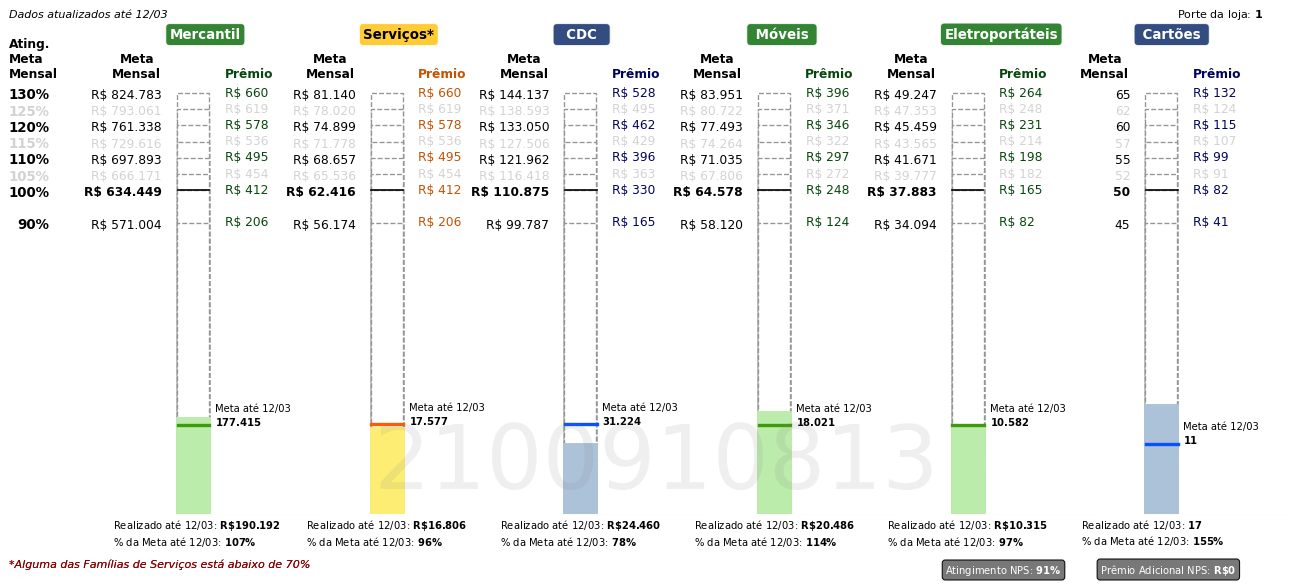 Dados atualizados até 12/03 Porte da loja: 1
Mercantil Serviços* CDC Móveis Eletroportáteis Cartões
Ating. Meta Mensal Meta Mensal Prêmio Meta Mensal Prêmio Meta Mensal Prêmio Meta Mensal Prêmio Meta Mensal Prêmio Meta Mensal Prêmio
130% R$ 824.783 R$ 660 R$ 81.140 R$ 660 R$ 144.137 R$ 528 R$ 83.951 R$ 396 R$ 49.247 R$ 264 65 R$ 132
125% R$ 793.061 R$ 619 R$ 78.020 R$ 619 R$ 138.593 R$ 495 R$ 80.722 R$ 371 R$ 47.353 R$ 248 62 R$ 124
120% R$ 761.338 R$ 578 R$ 74.899 R$ 578 R$ 133.050 R$ 462 R$ 77.493 R$ 346 R$ 45.459 R$ 231 60 R$ 115
115% R$ 729.616 R$ 536 R$ 71.778 R$ 536 R$ 127.506 R$ 429 R$ 74.264 R$ 322 R$ 43.565 R$ 214 57 R$ 107
110% R$ 697.893 R$ 495 R$ 68.657 R$ 495 R$ 121.962 R$ 396 R$ 71.035 R$ 297 R$ 41.671 R$ 198 55 R$ 99
105% R$ 666.171 R$ 454 R$ 65.536 R$ 454 R$ 116.418 R$ 363 R$ 67.806 R$ 272 R$ 39.777 R$ 182 52 R$ 91
100% R$ 634.449 R$ 412 R$ 62.416 R$ 412 R$ 110.875 R$ 330 R$ 64.578 R$ 248 R$ 37.883 R$ 165 50 R$ 82
90% R$ 571.004 R$ 206 R$ 56.174 R$ 206 R$ 99.787 R$ 165 R$ 58.120 R$ 124 R$ 34.094 R$ 82 45 R$ 41
Meta até 12/03 Meta até 12/03 Meta até 12/03 Meta até 12/03 Meta até 12/03 Meta até 12/03
177.415 17.577 31.224 18.021 10.582 11
2100910813
Realizado até 12/03: R$190.192 Realizado até 12/03: R$16.806 Realizado até 12/03: R$24.460 Realizado até 12/03: R$20.486 Realizado até 12/03: R$10.315 Realizado até 12/03: 17
% da Meta até 12/03: 107% % da Meta até 12/03: 96% % da Meta até 12/03: 78% % da Meta até 12/03: 114% % da Meta até 12/03: 97% % da Meta até 12/03: 155%
*Alguma das Famílias de Serviços está abaixo de 70% Atingimento NPS: 91% Prêmio Adicional NPS: R$0